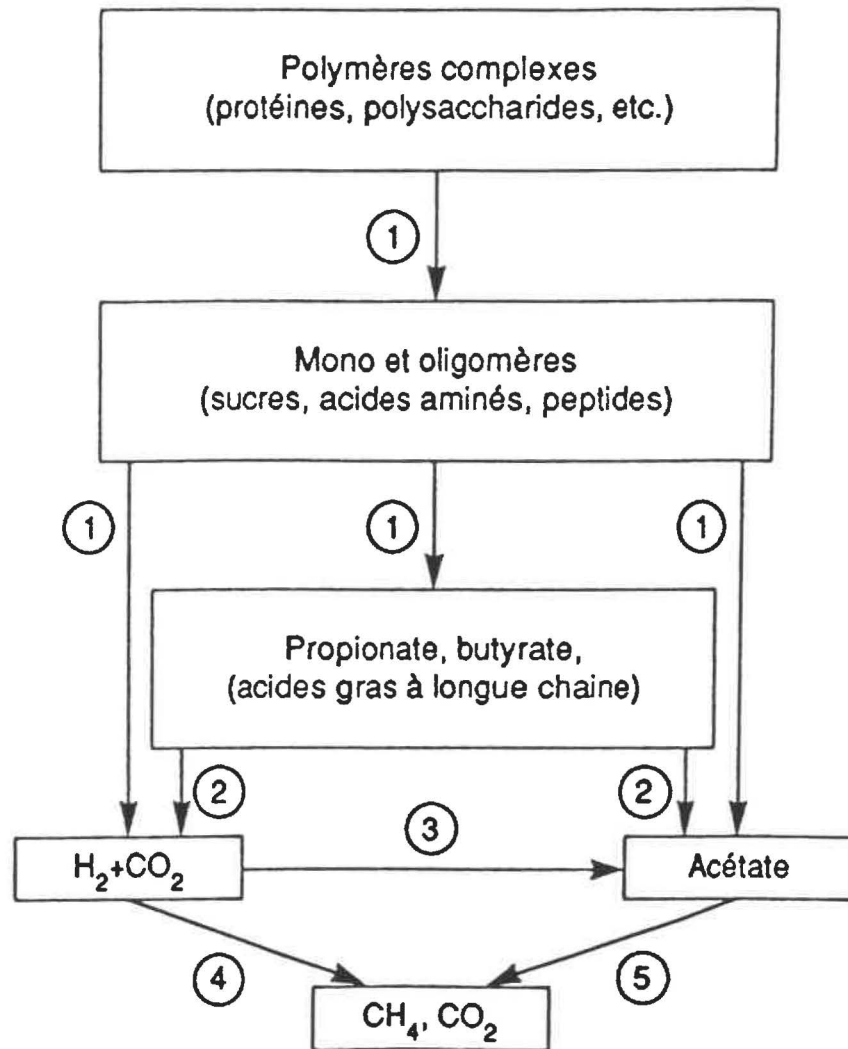 Polymères complexes
(protéines, polysaccharides, etc.)
1
Mono et oligomères
(sucres, acides aminés, peptides)
1
1
1
Propionate, butyrate,
(acides gras à longue chaine)
2
2
3
H₂+CO₂
Acétate
4
5
CH₄, CO₂